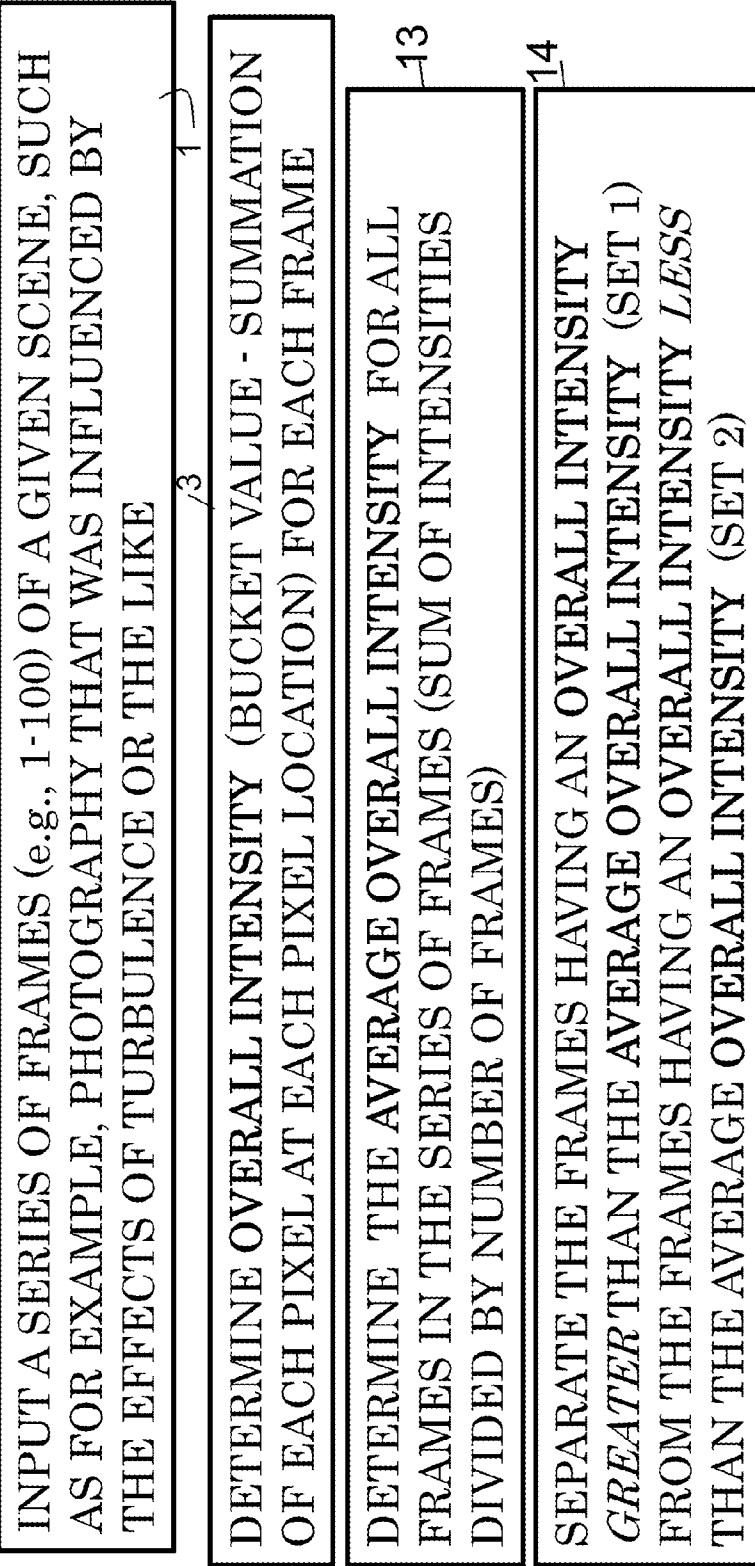 INPUT A SERIES OF FRAMES (e.g., 1-100) OF A GIVEN SCENE, SUCH
AS FOR EXAMPLE, PHOTOGRAPHY THAT WAS INFLUENCED BY
THE EFFECTS OF TURBULENCE OR THE LIKE
1
3
DETERMINE OVERALL INTENSITY (BUCKET VALUE - SUMMATION
OF EACH PIXEL AT EACH PIXEL LOCATION) FOR EACH FRAME
13
DETERMINE THE AVERAGE OVERALL INTENSITY FOR ALL
FRAMES IN THE SERIES OF FRAMES (SUM OF INTENSITIES
DIVIDED BY NUMBER OF FRAMES)
14
SEPARATE THE FRAMES HAVING AN OVERALL INTENSITY
GREATER THAN THE AVERAGE OVERALL INTENSITY (SET 1)
FROM THE FRAMES HAVING AN OVERALL INTENSITY LESS
THAN THE AVERAGE OVERALL INTENSITY (SET 2)